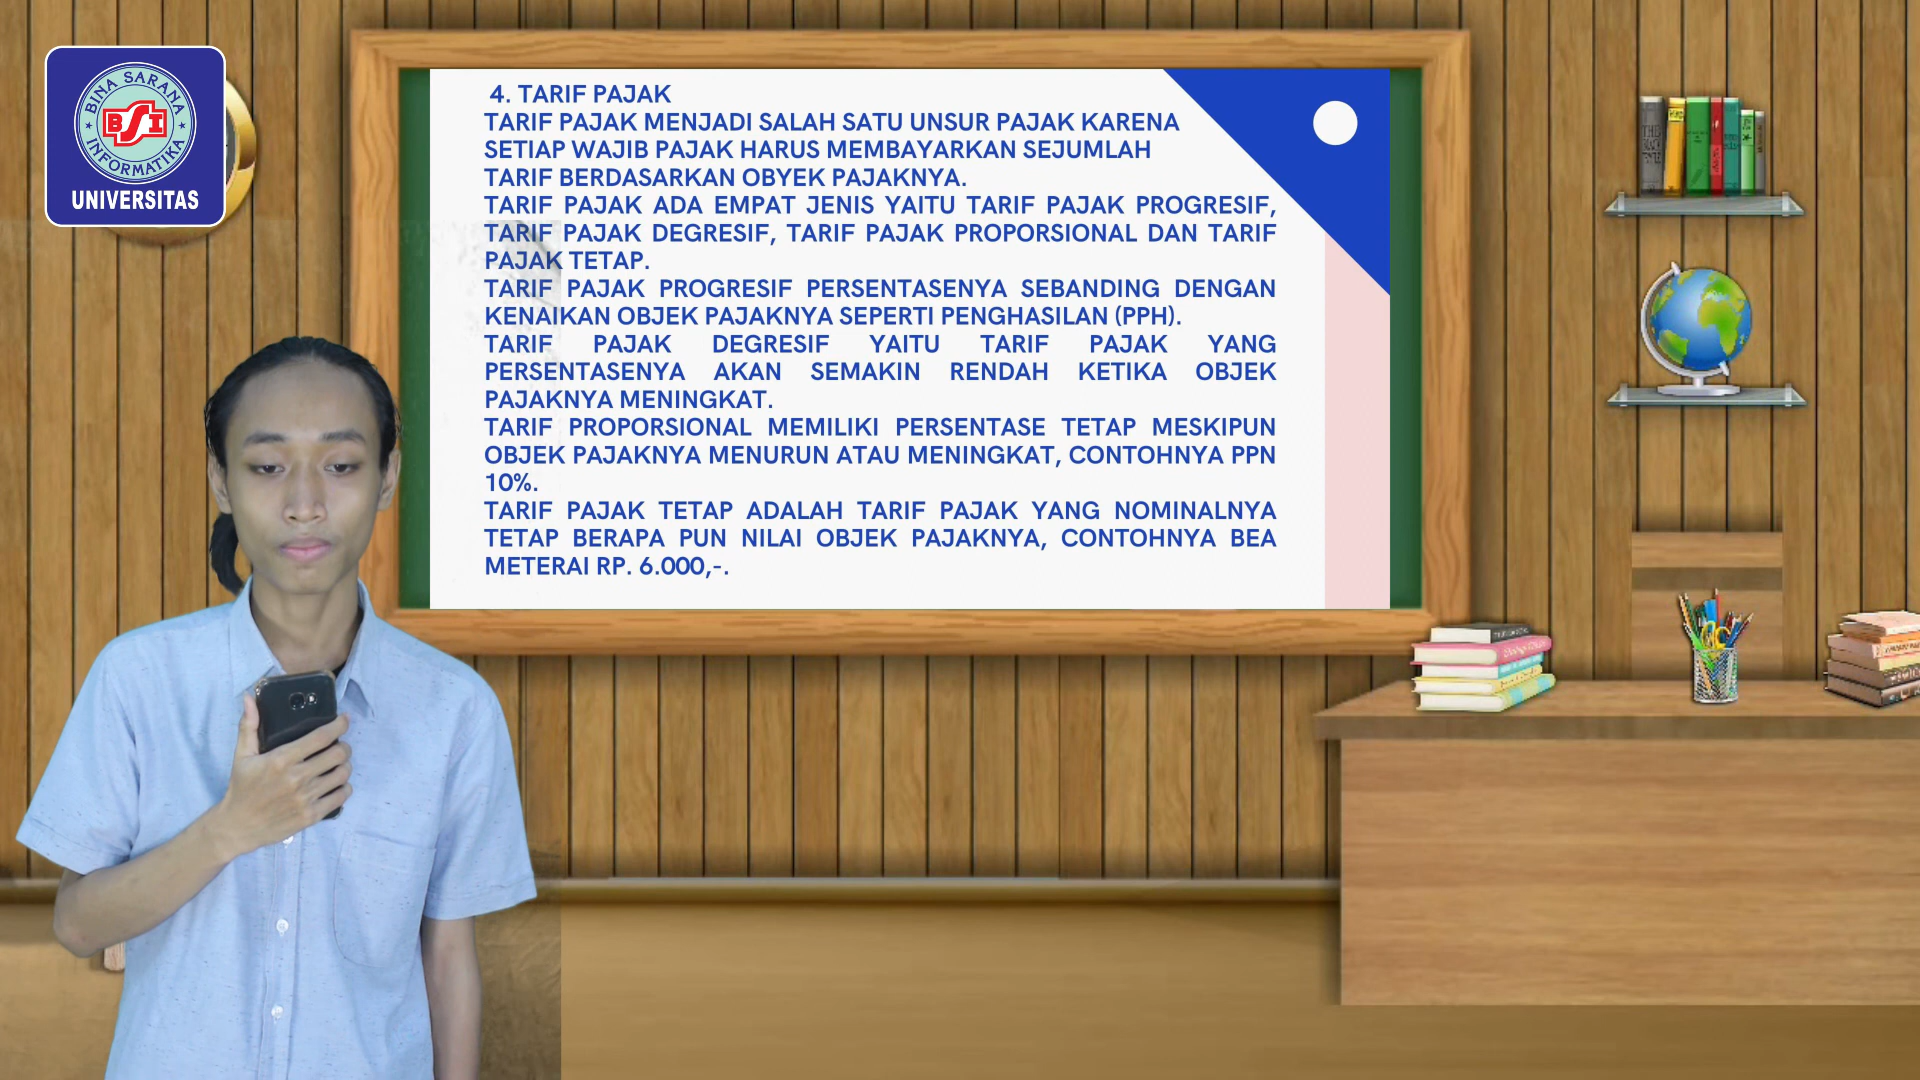 BINA SARANA
BSI
INFORMATIKA
UNIVERSITAS
4. TARIF PAJAK
TARIF PAJAK MENJADI SALAH SATU UNSUR PAJAK KARENA
SETIAP WAJIB PAJAK HARUS MEMBAYARKAN SEJUMLAH
TARIF BERDASARKAN OBYEK PAJAKNYA.
TARIF PAJAK ADA EMPAT JENIS YAITU TARIF PAJAK PROGRESIF,
TARIF PAJAK DEGRESIF, TARIF PAJAK PROPORSIONAL DAN TARIF
PAJAK TETAP.
TARIF PAJAK PROGRESIF PERSENTASENYA SEBANDING DENGAN
KENAIKAN OBJEK PAJAKNYA SEPERTI PENGHASILAN (PPH).
TARIF PAJAK DEGRESIF YAITU TARIF PAJAK YANG
PERSENTASENYA AKAN SEMAKIN RENDAH KETIKA OBJEK
PAJAKNYA MENINGKAT.
TARIF PROPORSIONAL MEMILIKI PERSENTASE TETAP MESKIPUN
OBJEK PAJAKNYA MENURUN ATAU MENINGKAT, CONTOHNYA PPN
10%.
TARIF PAJAK TETAP ADALAH TARIF PAJAK YANG NOMINALNYA
TETAP BERAPA PUN NILAI OBJEK PAJAKNYA, CONTOHNYA BEA
METERAI RP. 6.000,-.